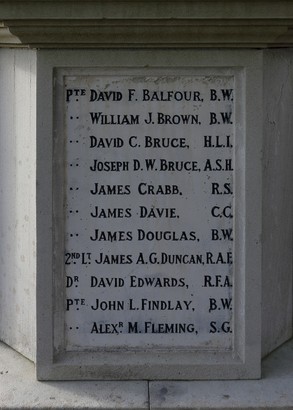 PTE DAVID F. BALFOUR, B.W.
·· WILLIAM J. BROWN, B.W.
·· DAVID C. BRUCE, H.L.I.
·· JOSEPH D.W. BRUCE, A.S.H.
·· JAMES CRABB, R.S.
·· JAMES DAVIE, C.C.
·· JAMES DOUGLAS, B.W.
2ND LT. JAMES A.G. DUNCAN, R.A.F.
DR DAVID EDWARDS, R.F.A.
PTE JOHN L. FINDLAY, B.W.
·· ALEXR M. FLEMING, S.G.